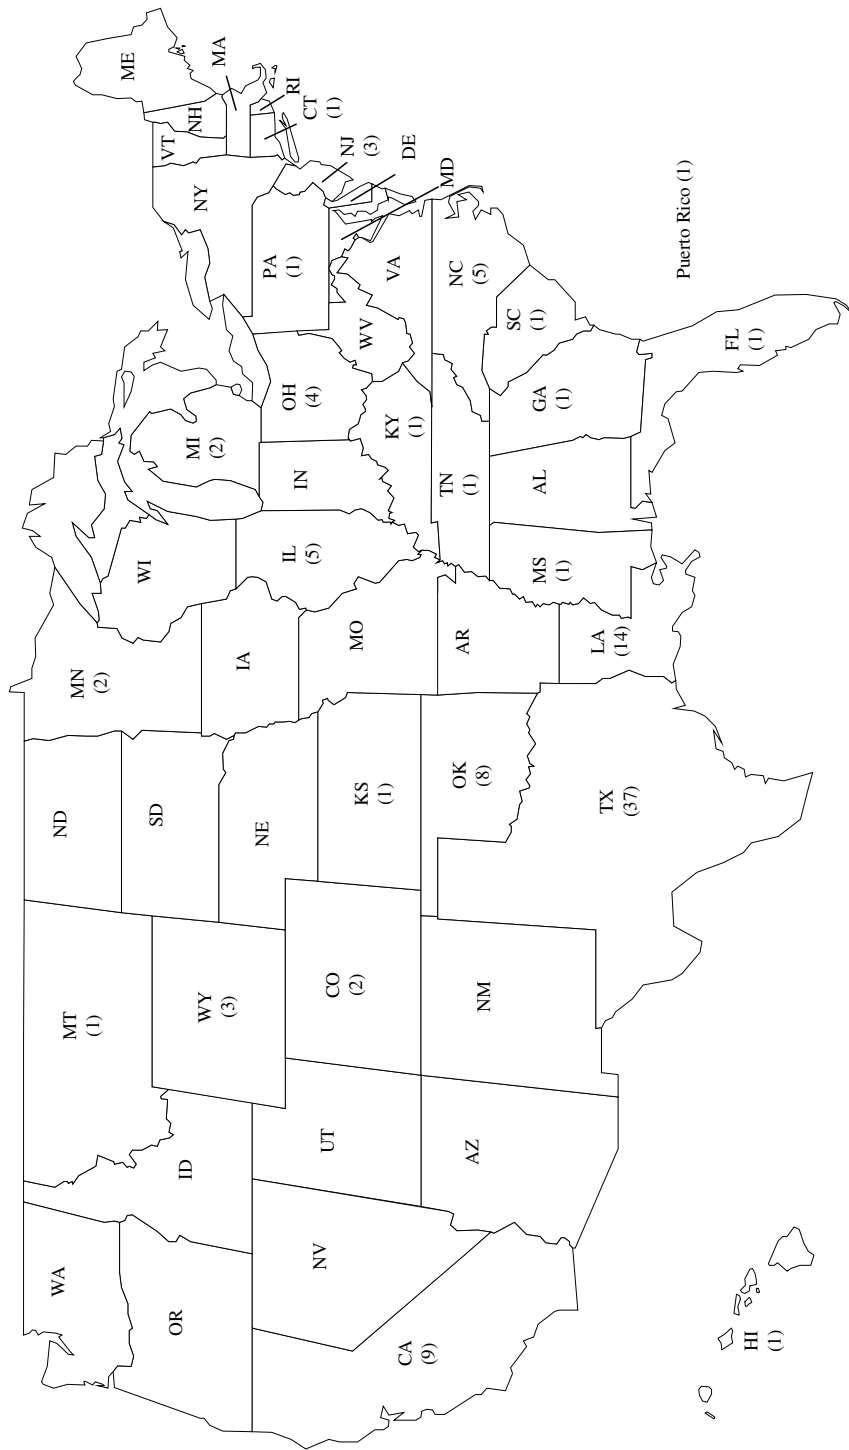 WA
OR
CA
(9)
NV
ID
MT
(1)
WY
(3)
UT
AZ
CO
(2)
NM
ND
SD
NE
KS
(1)
OK
(8)
TX
(37)
MN
(2)
IA
MO
AR
LA
(14)
WI
IL
(5)
MS
(1)
MI
(2)
IN
OH
(4)
KY
(1)
TN
(1)
AL
GA
(1)
FL
(1)
SC
(1)
NC
(5)
VA
WV
PA
(1)
NY
VT
NH
ME
MA
RI
CT
(1)
NJ
(3)
DE
MD
HI
(1)
Puerto Rico (1)